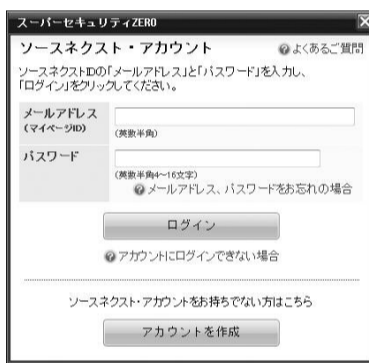 スーパーセキュリティZERO
ソースネクスト・アカウント
よくあるご質問
ソースネクストIDの「メールアドレス」と「パスワード」を入力し、
「ログイン」をクリックしてください。
メールアドレス
(マイページID)
(英数半角)
パスワード
(英数半角4~16文字)
メールアドレス、パスワードをお忘れの場合
ログイン
アカウントにログインできない場合
ソースネクスト・アカウントをお持ちでない方はこちら
アカウントを作成